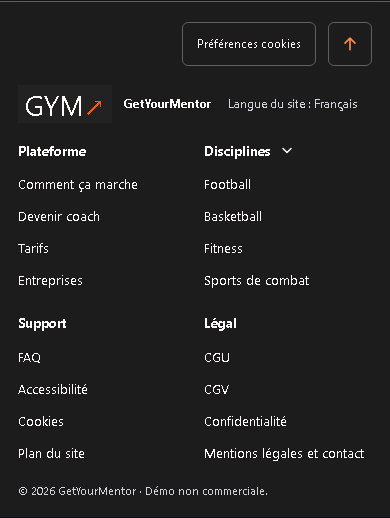 Préférences cookies
GYM↗ GetYourMentor Langue du site : Français
Plateforme
Comment ça marche
Devenir coach
Tarifs
Entreprises
Disciplines
Football
Basketball
Fitness
Sports de combat
Support
FAQ
Accessibilité
Cookies
Plan du site
Légal
CGU
CGV
Confidentialité
Mentions légales et contact
© 2026 GetYourMentor · Démo non commerciale.